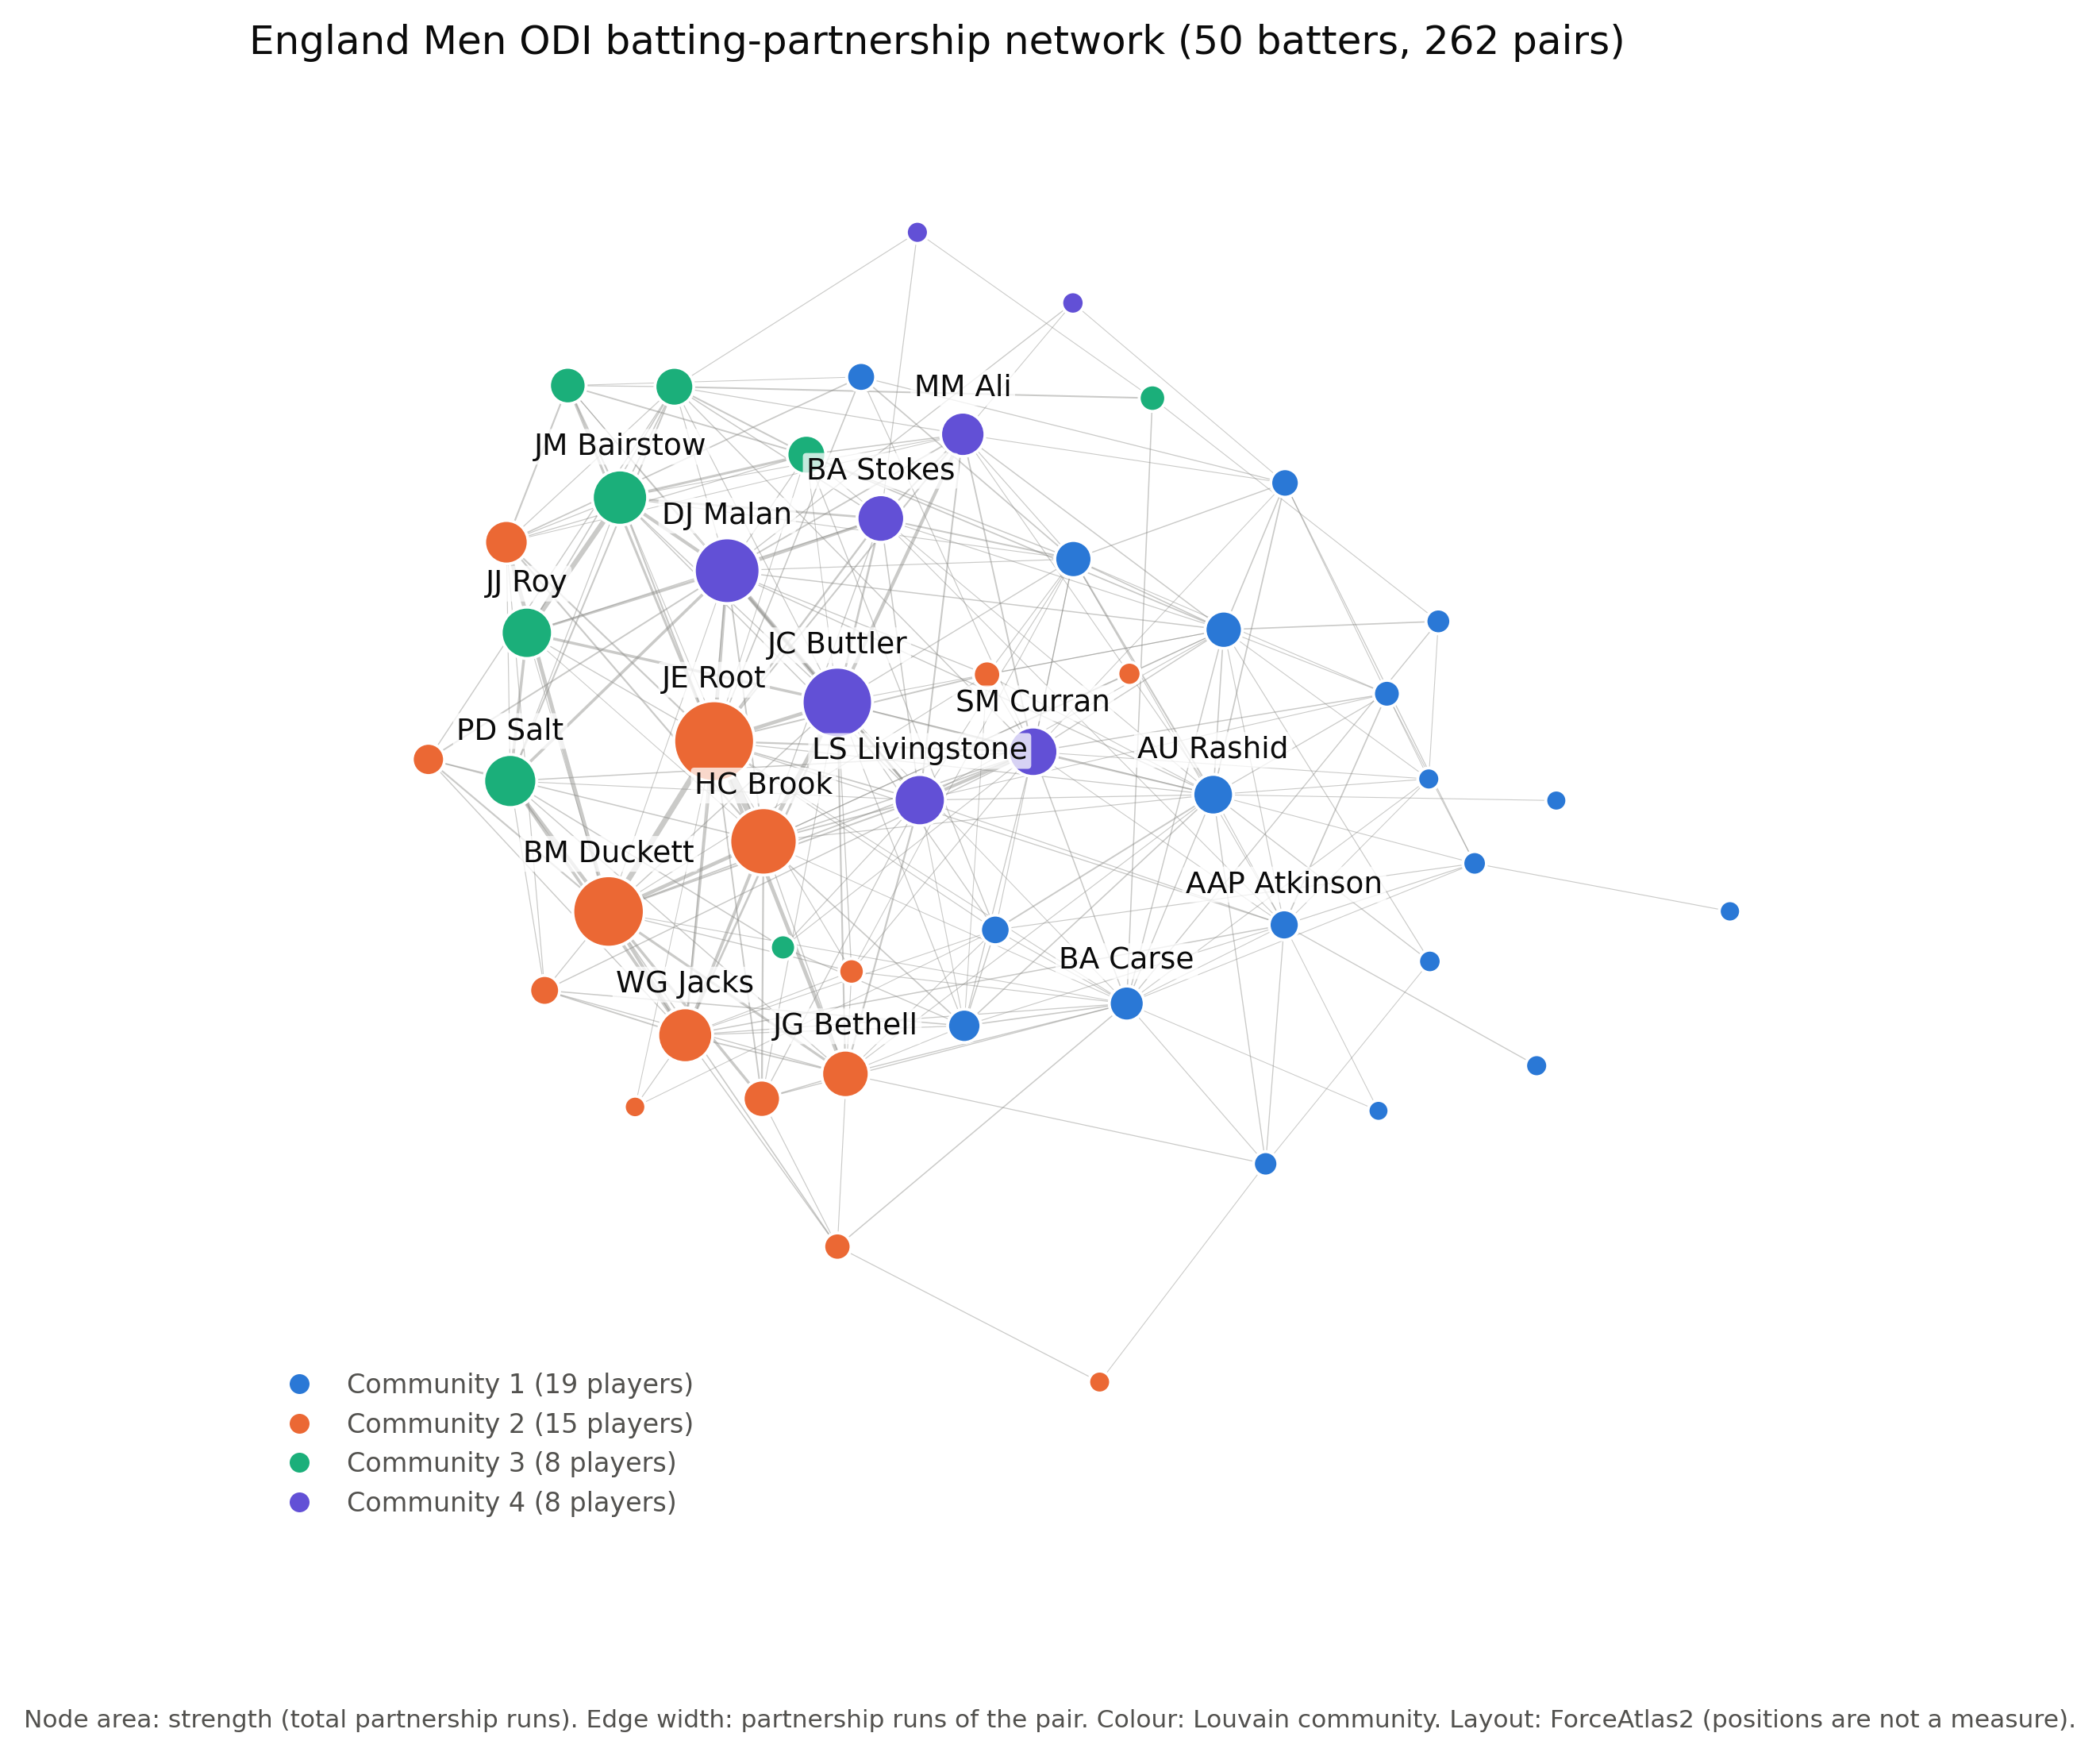 England Men ODI batting-partnership network (50 batters, 262 pairs)
MM Ali
JM Bairstow
BA Stokes
DJ Malan
JJ Roy
JC Buttler
JE Root
SM Curran
PD Salt
LS Livingstone
AU Rashid
HC Brook
BM Duckett
AAP Atkinson
BA Carse
WG Jacks
JG Bethell
Community 1 (19 players)
Community 2 (15 players)
Community 3 (8 players)
Community 4 (8 players)
Node area: strength (total partnership runs). Edge width: partnership runs of the pair. Colour: Louvain community. Layout: ForceAtlas2 (positions are not a measure).